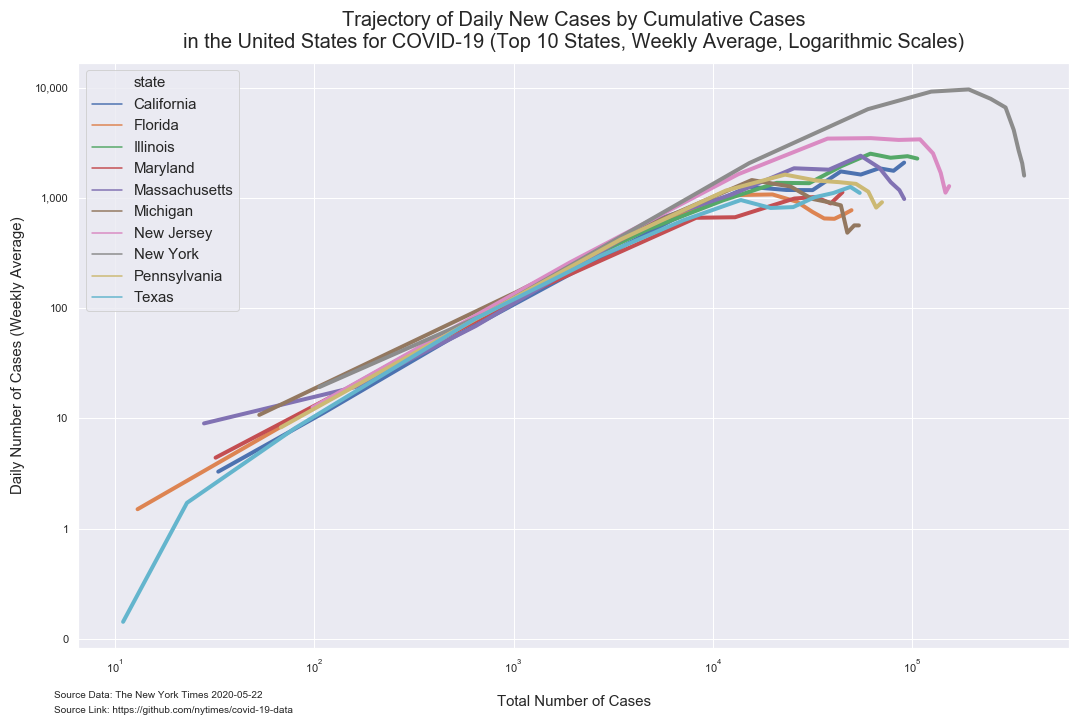 Trajectory of Daily New Cases by Cumulative Cases
in the United States for COVID-19 (Top 10 States, Weekly Average, Logarithmic Scales)
state
California
Florida
Illinois
Maryland
Massachusetts
Michigan
New Jersey
New York
Pennsylvania
Texas
Daily Number of Cases (Weekly Average)
10,000
1,000
100
10
1
0
10¹
10²
10³
10⁴
10⁵
Total Number of Cases
Source Data: The New York Times 2020-05-22
Source Link: https://github.com/nytimes/covid-19-data